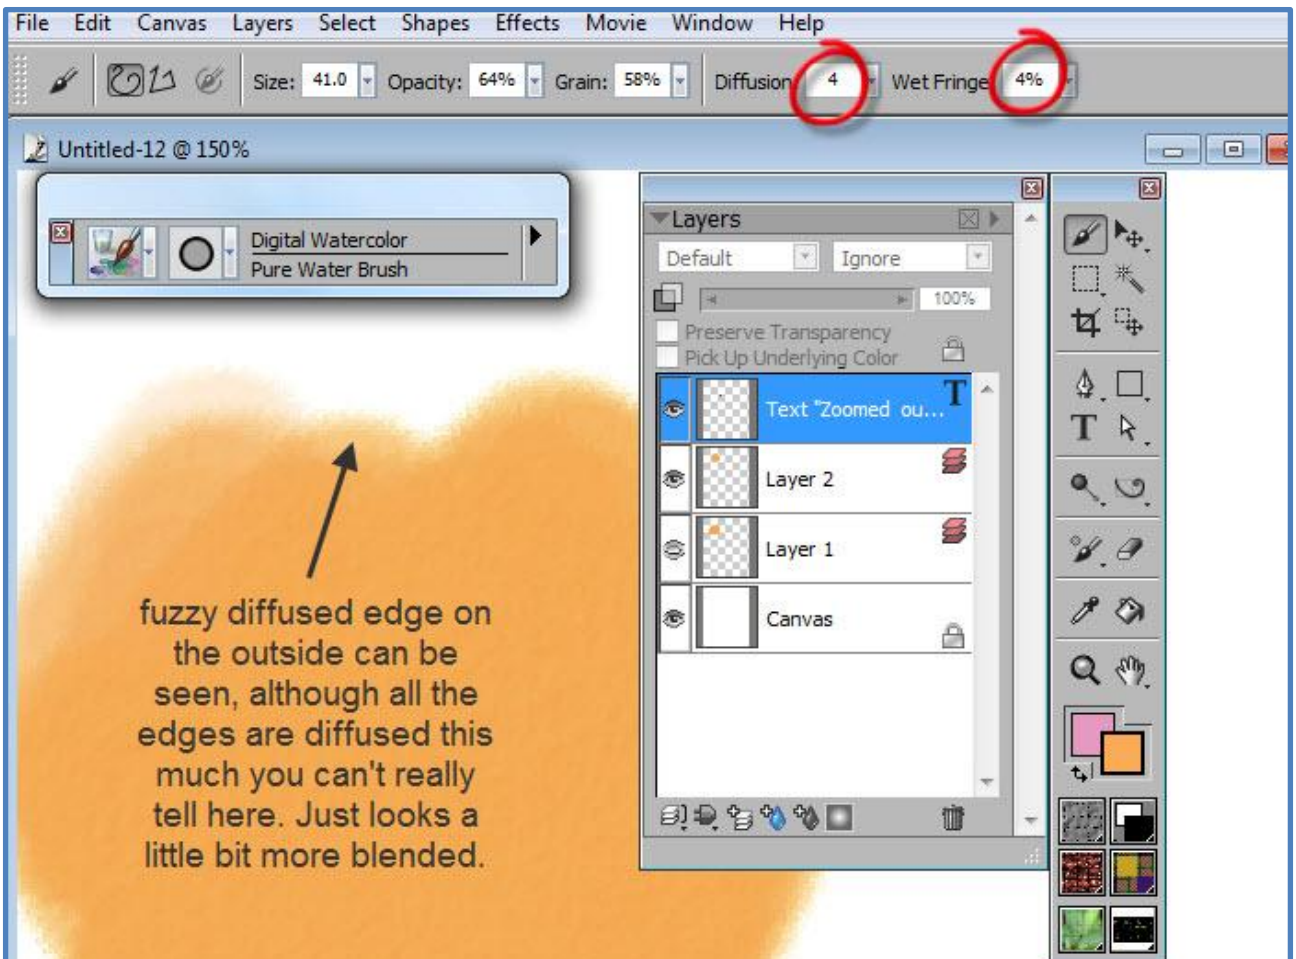 File Edit Canvas Layers Select Shapes Effects Movie Window Help
Size: 41.0 Opacity: 64% Grain: 58% Diffusion 4 Wet Fringe 4%
Untitled-12 @ 150%
Digital Watercolor
Pure Water Brush
Layers
Default Ignore
100%
Preserve Transparency
Pick Up Underlying Color
Text "Zoomed ou...
T
Layer 2
Layer 1
Canvas
T
fuzzy diffused edge on
the outside can be
seen, although all the
edges are diffused this
much you can't really
tell here. Just looks a
little bit more blended.